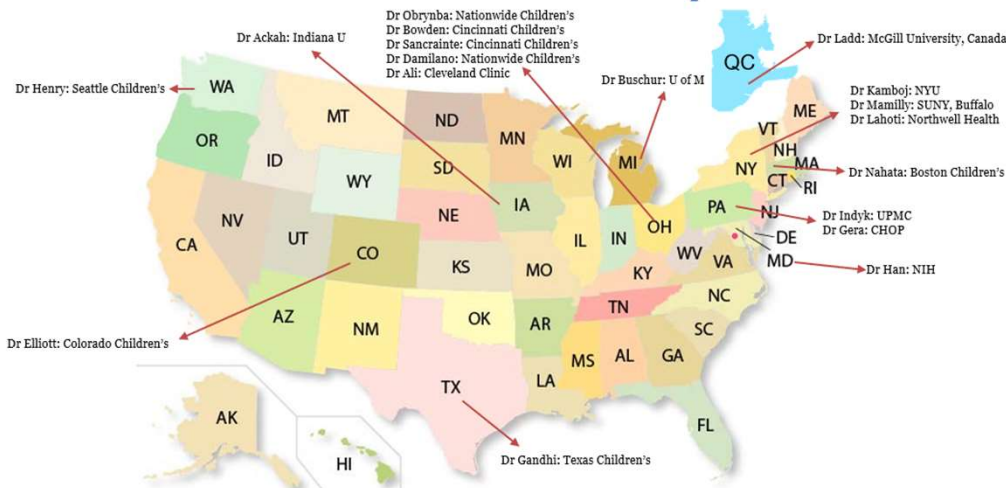 Dr Obrynba: Nationwide Children's
Dr Bowden: Cincinnati Children's
Dr Sancrainte: Cincinnati Children's
Dr Damilano: Nationwide Children's
Dr Ali: Cleveland Clinic
Dr Ackah: Indiana U
Dr Buschur: U of M
QC
Dr Ladd: McGill University, Canada
Dr Henry: Seattle Children's
Dr Kamboj: NYU
Dr Mamilly: SUNY, Buffalo
Dr Lahoti: Northwell Health
Dr Nahata: Boston Children's
Dr Indyk: UPMC
Dr Gera: CHOP
Dr Han: NIH
Dr Elliott: Colorado Children's
Dr Gandhi: Texas Children's
WA
MT
ND
MN
ME
VT
NH
OR
ID
SD
WI
MI
NY
MA
CT
RI
WY
IA
PA
NJ
NV
NE
IL
IN
OH
DE
MD
CA
UT
CO
KS
MO
WV
VA
KY
AZ
NM
OK
AR
TN
NC
SC
TX
LA
MS
AL
GA
AK
HI
FL